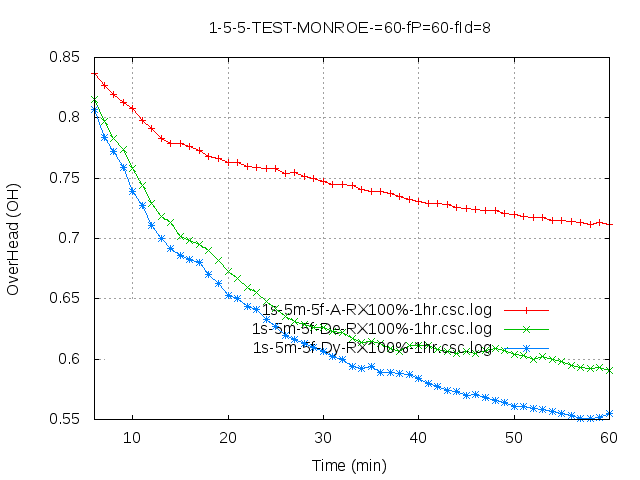 1-5-5-TEST-MONROE-=60-fP=60-fId=8
0.85
0.8
0.75
0.7
0.65
0.6
0.55
OverHead (OH)
1s-5m-5f-A-RX100%-1hr.csc.log
1s-5m-5f-De-RX100%-1hr.csc.log
1s-5m-5f-Dy-RX100%-1hr.csc.log
10 20 30 40 50 60
Time (min)